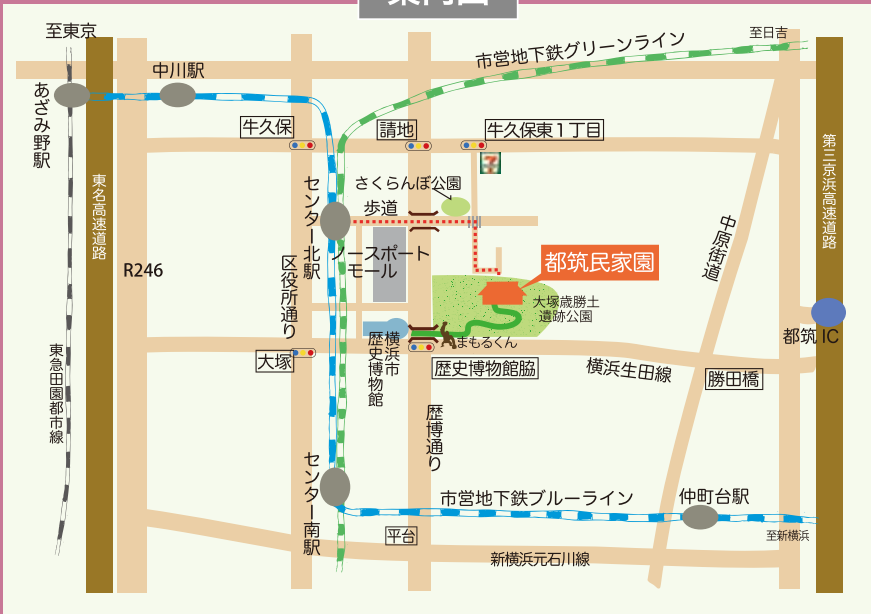 案内図
至東京
至日吉
市営地下鉄グリーンライン
中川駅
あざみ野駅
牛久保
請地
牛久保東1丁目
7
東名高速道路
第三京浜高速道路
センター北駅
さくらんぼ公園
歩道
中原街道
R246
区役所通り
ノースポート
モール
都筑民家園
大塚歳勝土
遺跡公園
都筑IC
まもるくん
横浜市
歴史博物館
大塚
歴史博物館脇
横浜生田線
勝田橋
東急田園都市線
歴博通り
センター南駅
市営地下鉄ブルーライン
仲町台駅
平台
至新横浜
新横浜元石川線